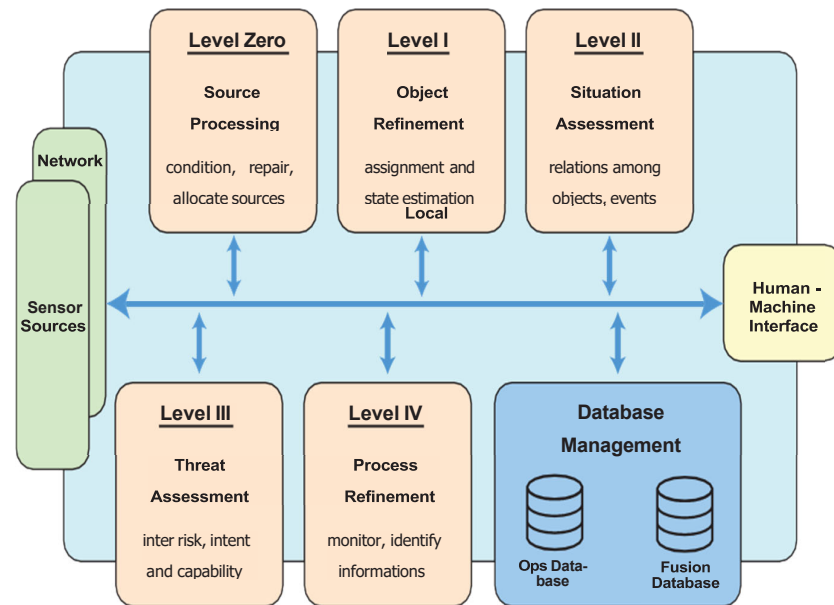 Level Zero
Source
Processing
condition, repair,
allocate sources
Level I
Object
Refinement
assignment and
state estimation
Local
Level II
Situation
Assessment
relations among
objects, events
Network
Sensor
Sources
Human -
Machine
Interface
Level III
Threat
Assessment
inter risk, intent
and capability
Level IV
Process
Refinement
monitor, identify
informations
Database
Management
Ops Data-
base
Fusion
Database